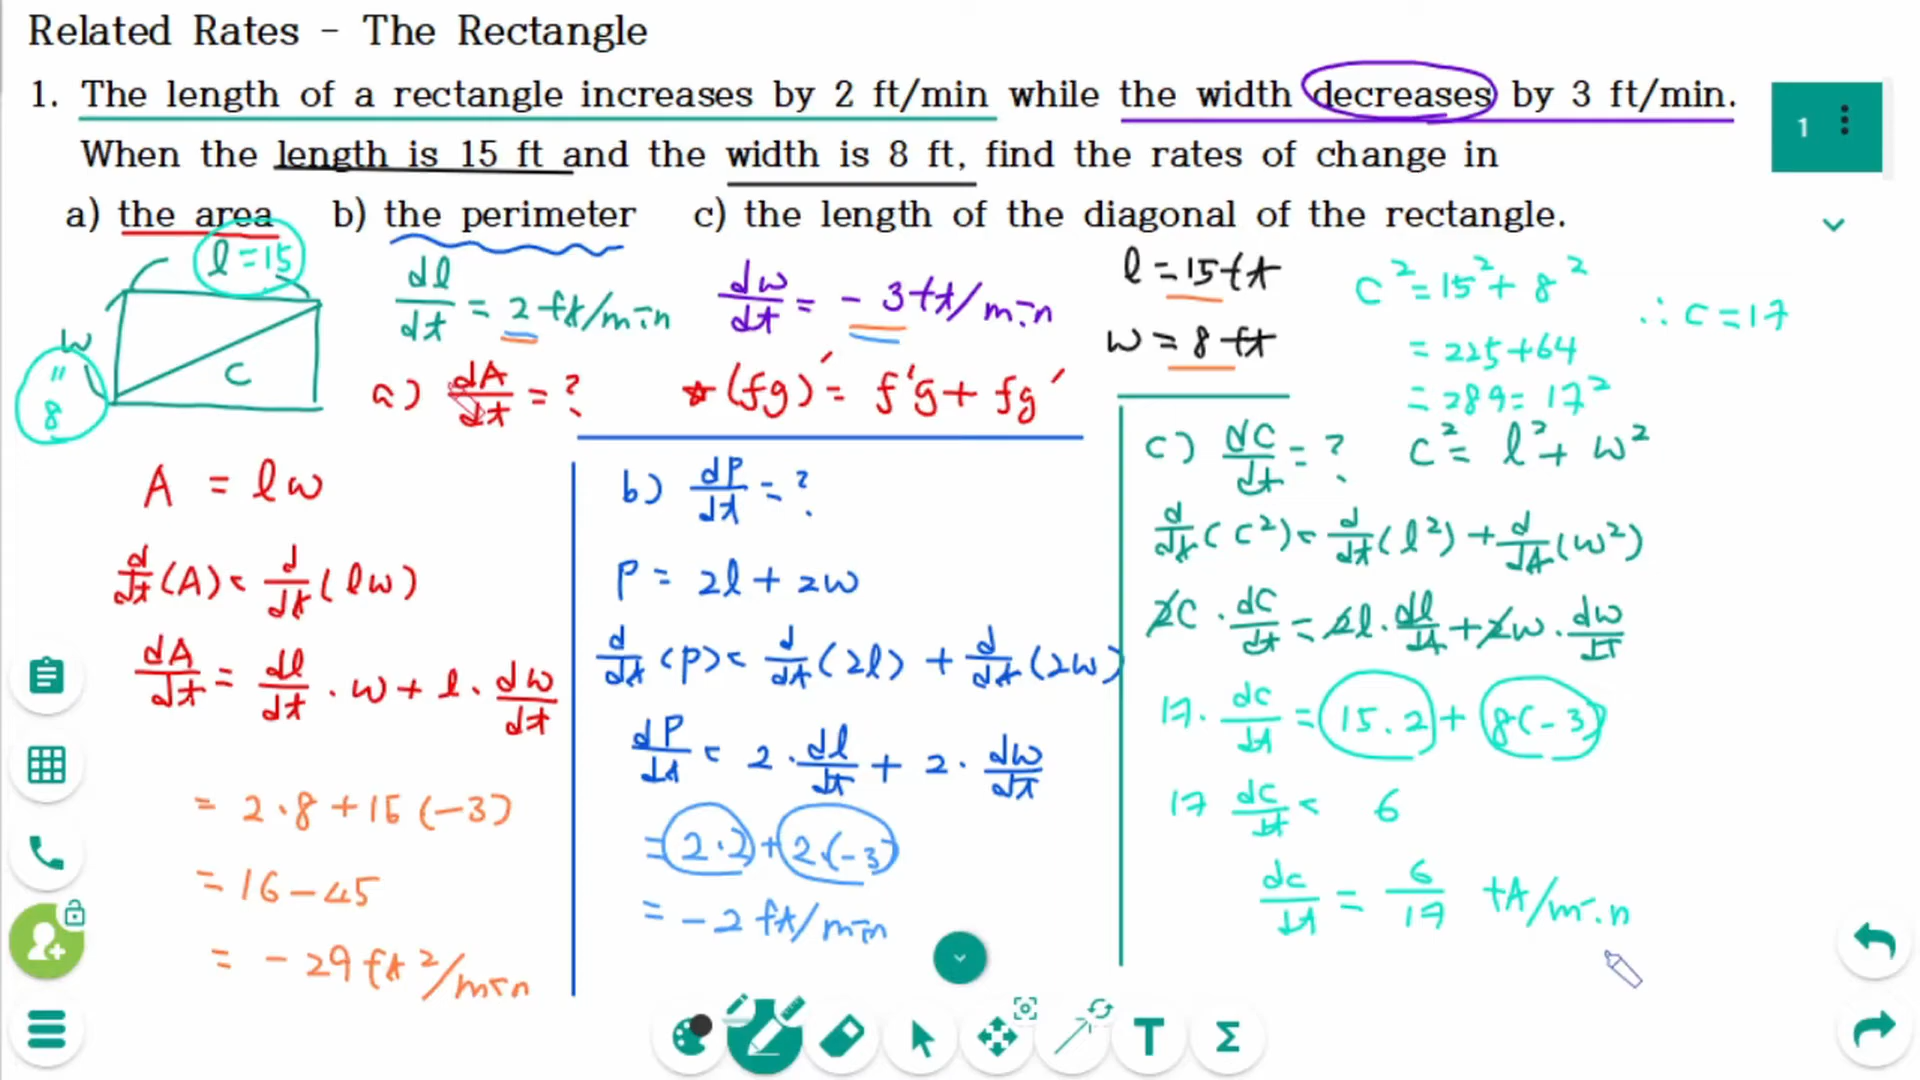 Related Rates - The Rectangle
1. The length of a rectangle increases by 2 ft/min while the width decreases by 3 ft/min.
When the length is 15 ft and the width is 8 ft, find the rates of change in
a) the area b) the perimeter c) the length of the diagonal of the rectangle.
1
l = 15
w
"
8
c
dl/dt = 2 ft/min
dw/dt = - 3 ft/min
l = 15 ft
w = 8 ft
c² = 15² + 8²
= 225 + 64
= 289 = 17²
∴ c = 17
a) dA/dt = ?
* (fg)' = f'g + fg'
A = lw
d/dt (A) = d/dt (lw)
dA/dt = dl/dt · w + l · dw/dt
= 2 · 8 + 15 (-3)
= 16 - 45
= - 29 ft²/min
b) dP/dt = ?
P = 2l + 2w
d/dt (P) = d/dt (2l) + d/dt (2w)
dP/dt = 2 · dl/dt + 2 · dw/dt
= 2·2 + 2·(-3)
= - 2 ft/min
c) dc/dt = ? c² = l² + w²
d/dt (c²) = d/dt (l²) + d/dt (w²)
2c · dc/dt = 2l · dl/dt + 2w · dw/dt
17 · dc/dt = 15·2 + 8(-3)
17 dc/dt = 6
dc/dt = 6/17 ft/min
T Σ